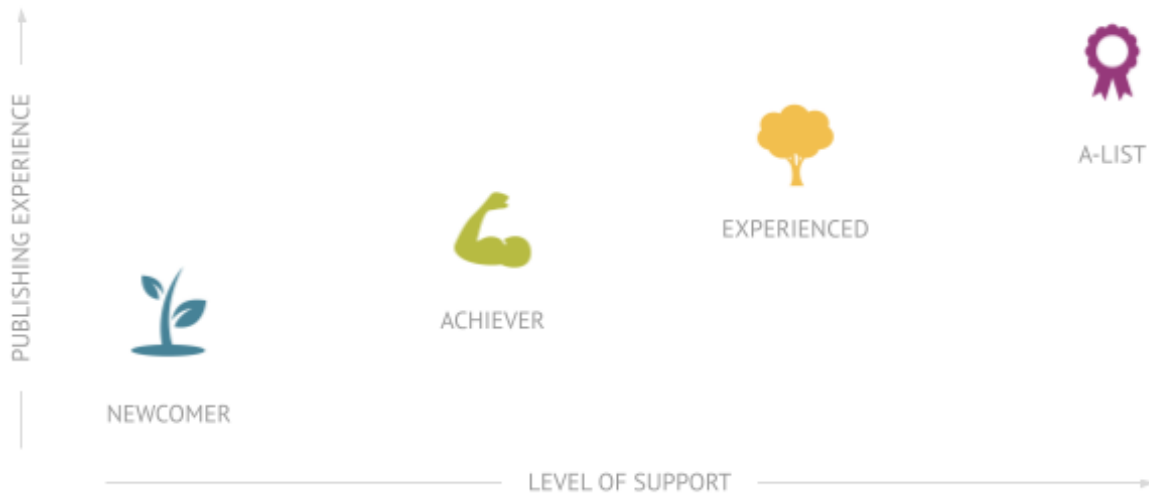 PUBLISHING EXPERIENCE
A-LIST
EXPERIENCED
ACHIEVER
NEWCOMER
LEVEL OF SUPPORT